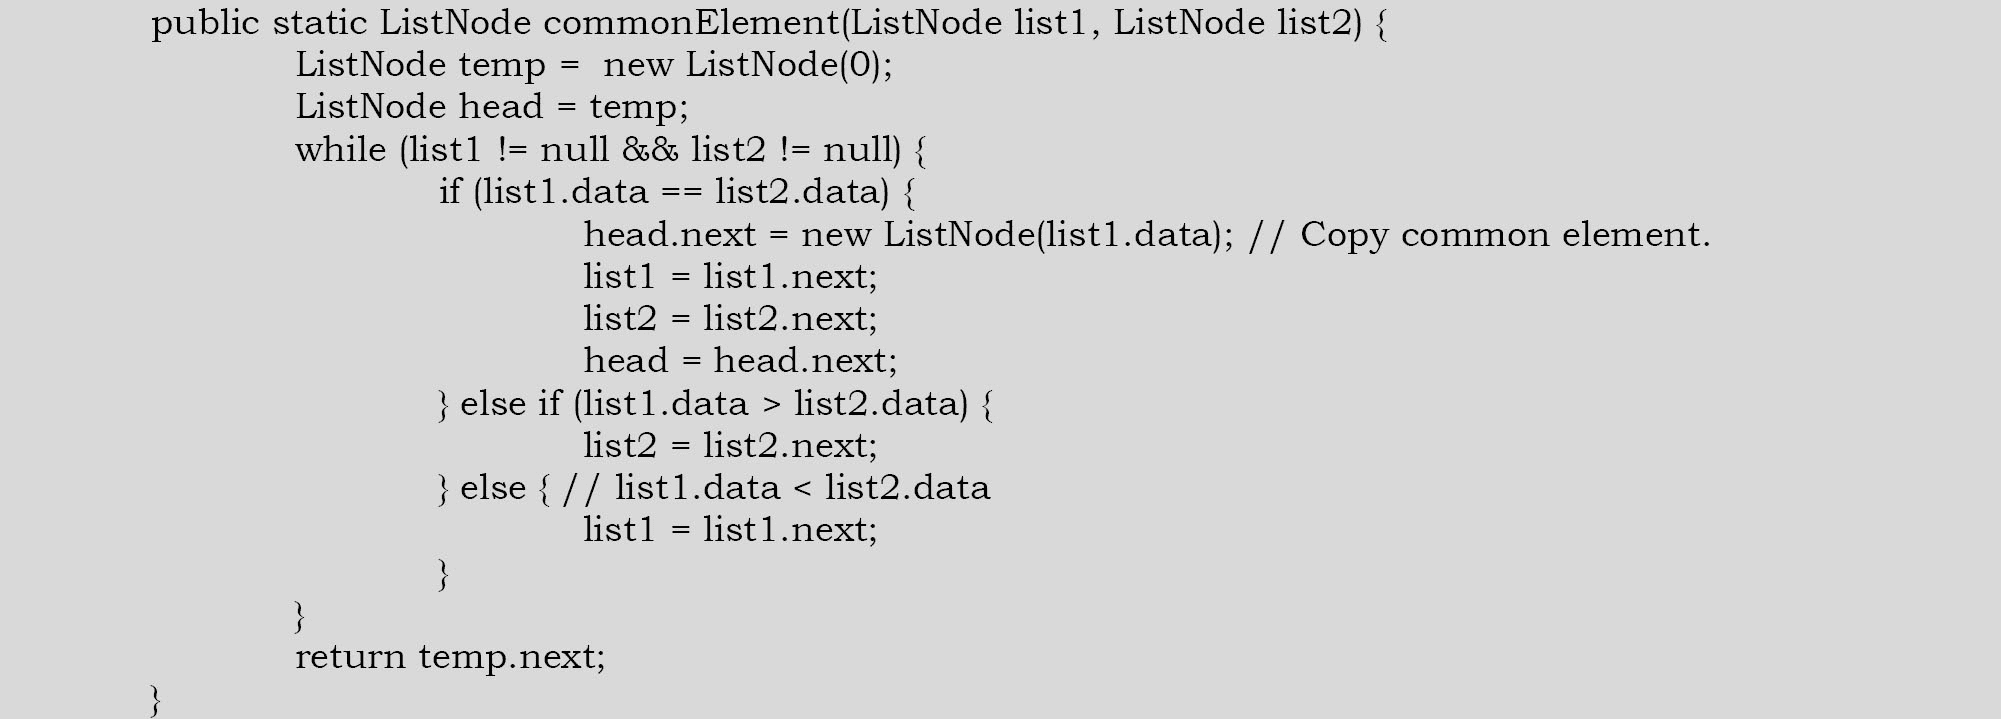 public static ListNode commonElement(ListNode list1, ListNode list2) {
ListNode temp =  new ListNode(0);
ListNode head = temp;
while (list1 != null && list2 != null) {
if (list1.data == list2.data) {
head.next = new ListNode(list1.data); // Copy common element.
list1 = list1.next;
list2 = list2.next;
head = head.next;
} else if (list1.data > list2.data) {
list2 = list2.next;
} else { // list1.data < list2.data
list1 = list1.next;
}
}
return temp.next;
}